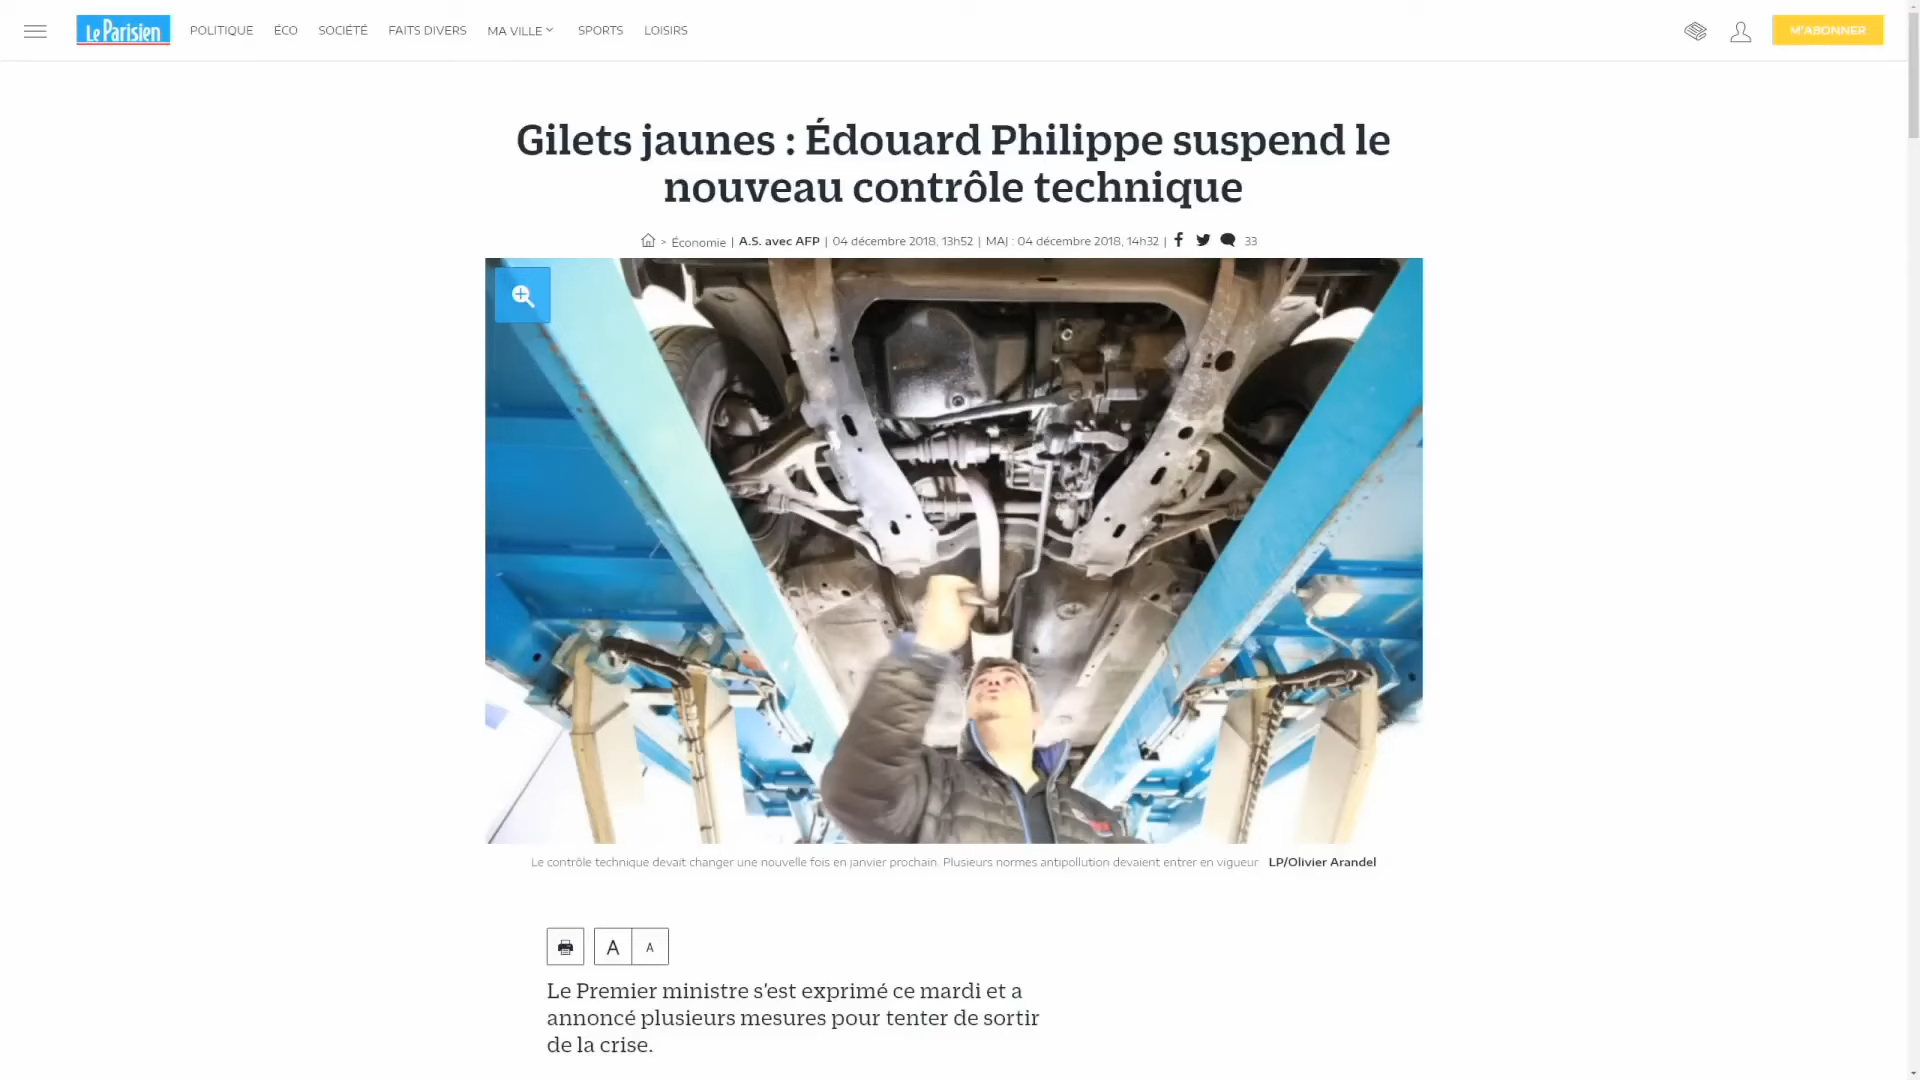 Le Parisien POLITIQUE ÉCO SOCIÉTÉ FAITS DIVERS MA VILLE SPORTS LOISIRS M'ABONNER
Gilets jaunes : Édouard Philippe suspend le
nouveau contrôle technique
> Économie | A.S. avec AFP | 04 décembre 2018, 13h52 | MAJ : 04 décembre 2018, 14h32 | 33
Le contrôle technique devait changer une nouvelle fois en janvier prochain. Plusieurs normes antipollution devaient entrer en vigueur LP/Olivier Arandel
A A
Le Premier ministre s'est exprimé ce mardi et a
annoncé plusieurs mesures pour tenter de sortir
de la crise.